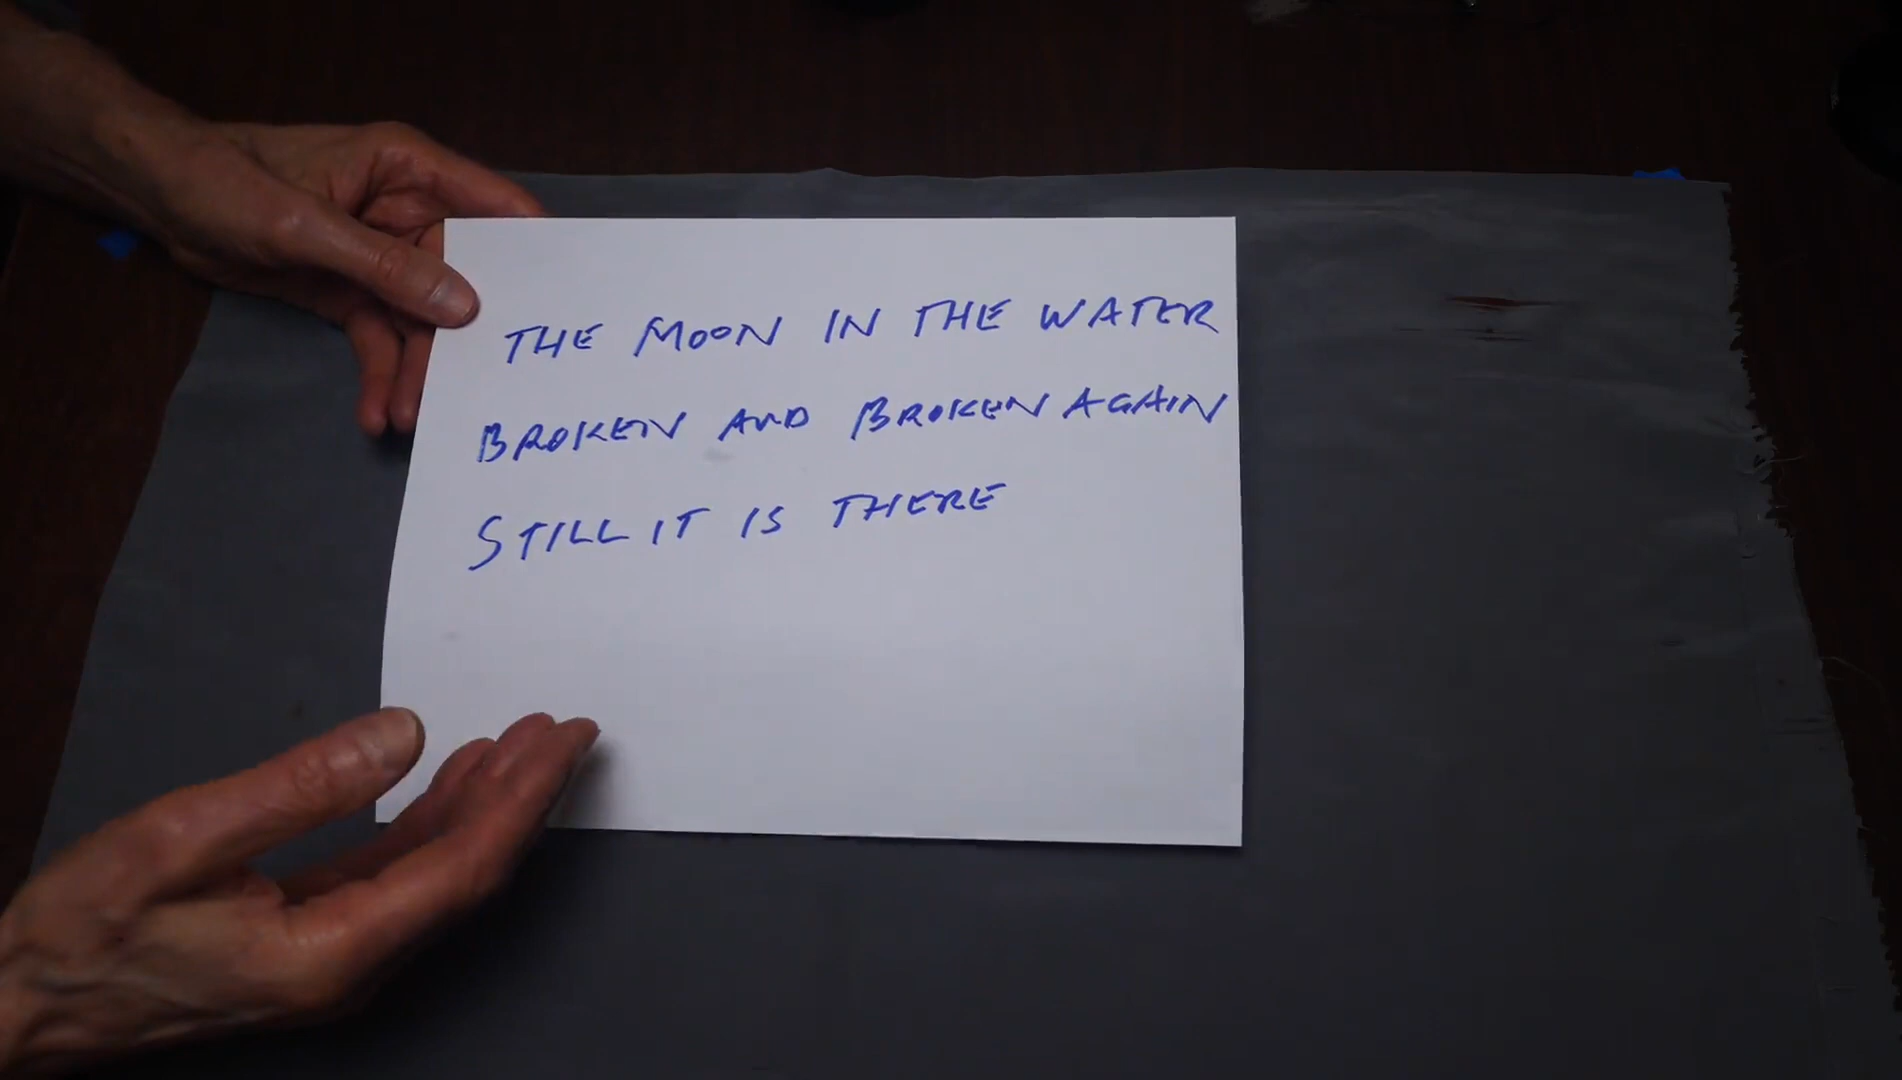 THE MOON IN THE WATER
BROKEN AND BROKEN AGAIN
STILL IT IS THERE